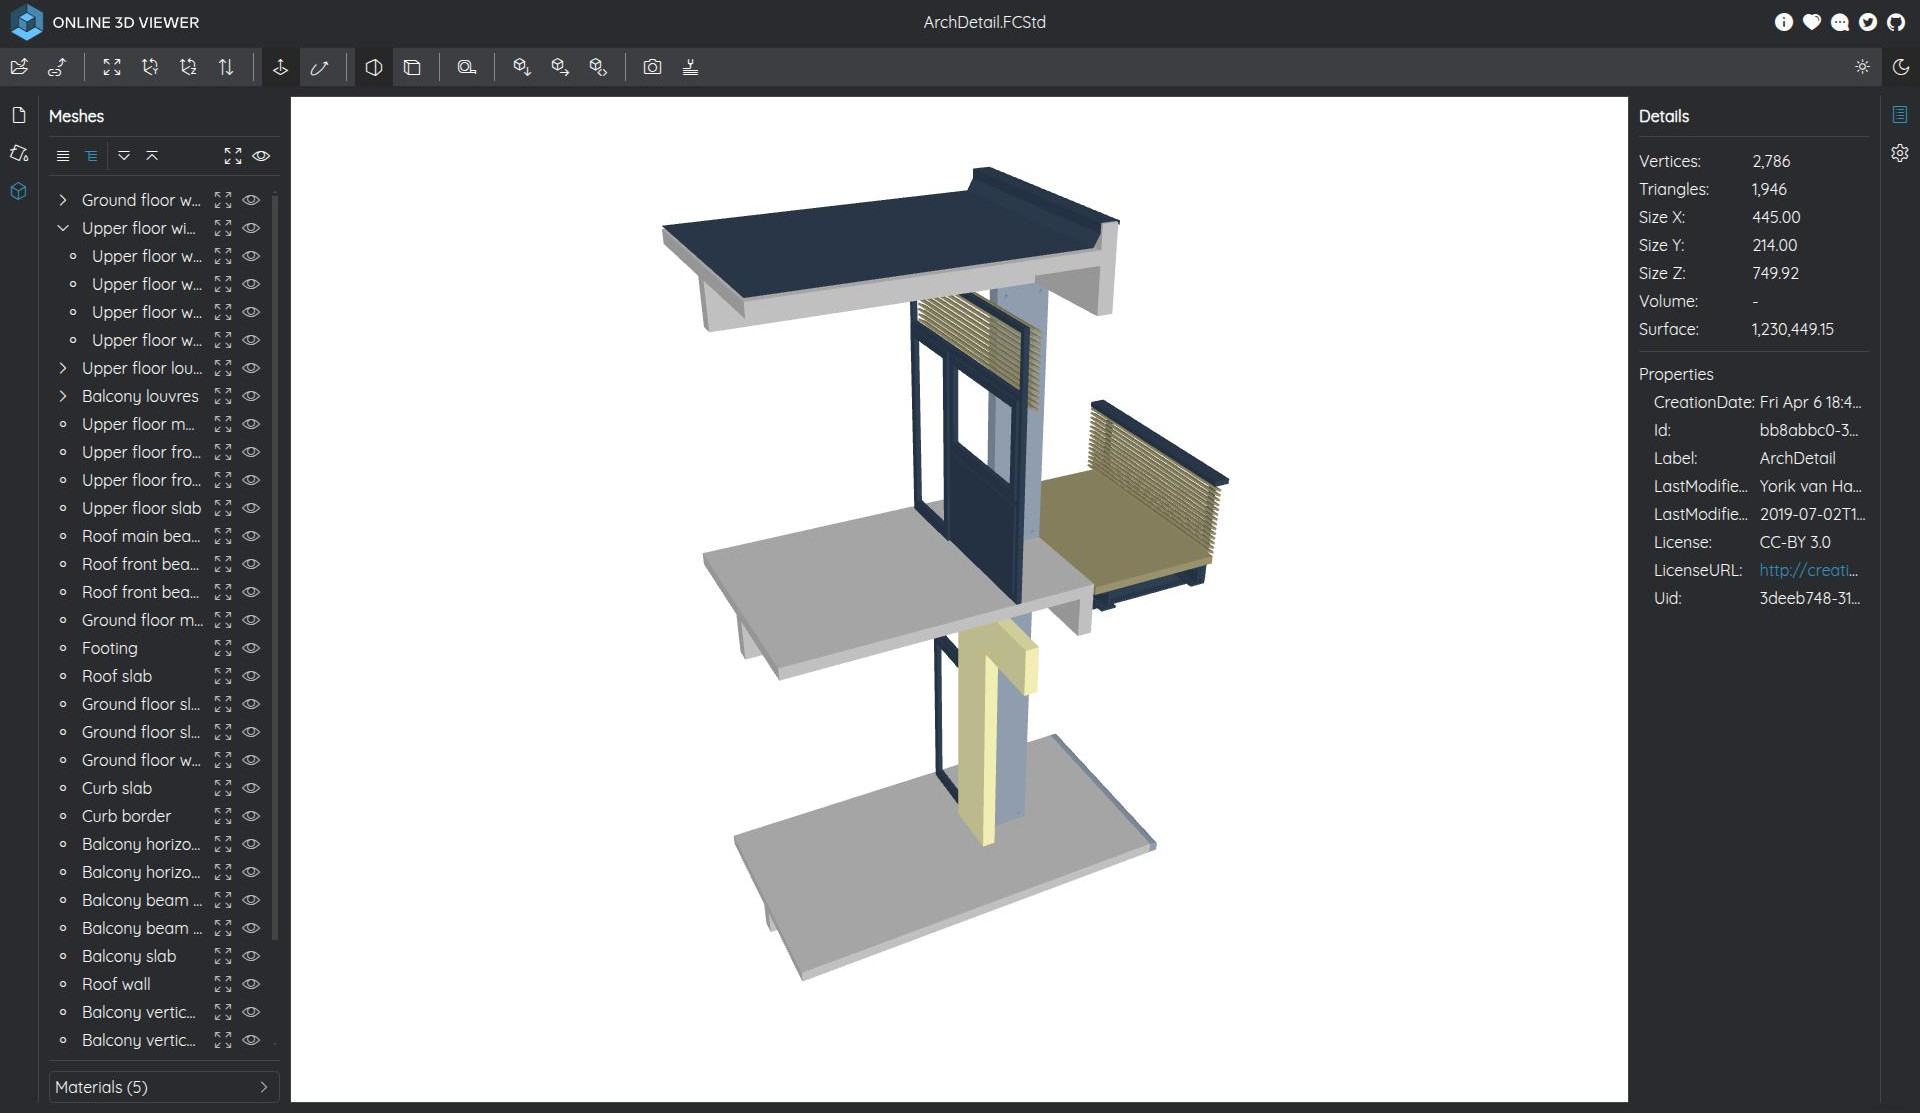 ONLINE 3D VIEWER
ArchDetail.FCStd
Meshes
Ground floor w...
Upper floor wi...
Upper floor w...
Upper floor w...
Upper floor w...
Upper floor w...
Upper floor lou...
Balcony louvres
Upper floor m...
Upper floor fro...
Upper floor fro...
Upper floor slab
Roof main bea...
Roof front bea...
Roof front bea...
Ground floor m...
Footing
Roof slab
Ground floor sl...
Ground floor sl...
Ground floor w...
Curb slab
Curb border
Balcony horizo...
Balcony horizo...
Balcony beam ...
Balcony beam ...
Balcony slab
Roof wall
Balcony vertic...
Balcony vertic...
Materials (5)
Details
Vertices: 2,786
Triangles: 1,946
Size X: 445.00
Size Y: 214.00
Size Z: 749.92
Volume: -
Surface: 1,230,449.15
Properties
CreationDate: Fri Apr 6 18:4...
Id: bb8abbc0-3...
Label: ArchDetail
LastModifie... Yorik van Ha...
LastModifie... 2019-07-02T1...
License: CC-BY 3.0
LicenseURL: http://creati...
Uid: 3deeb748-31...